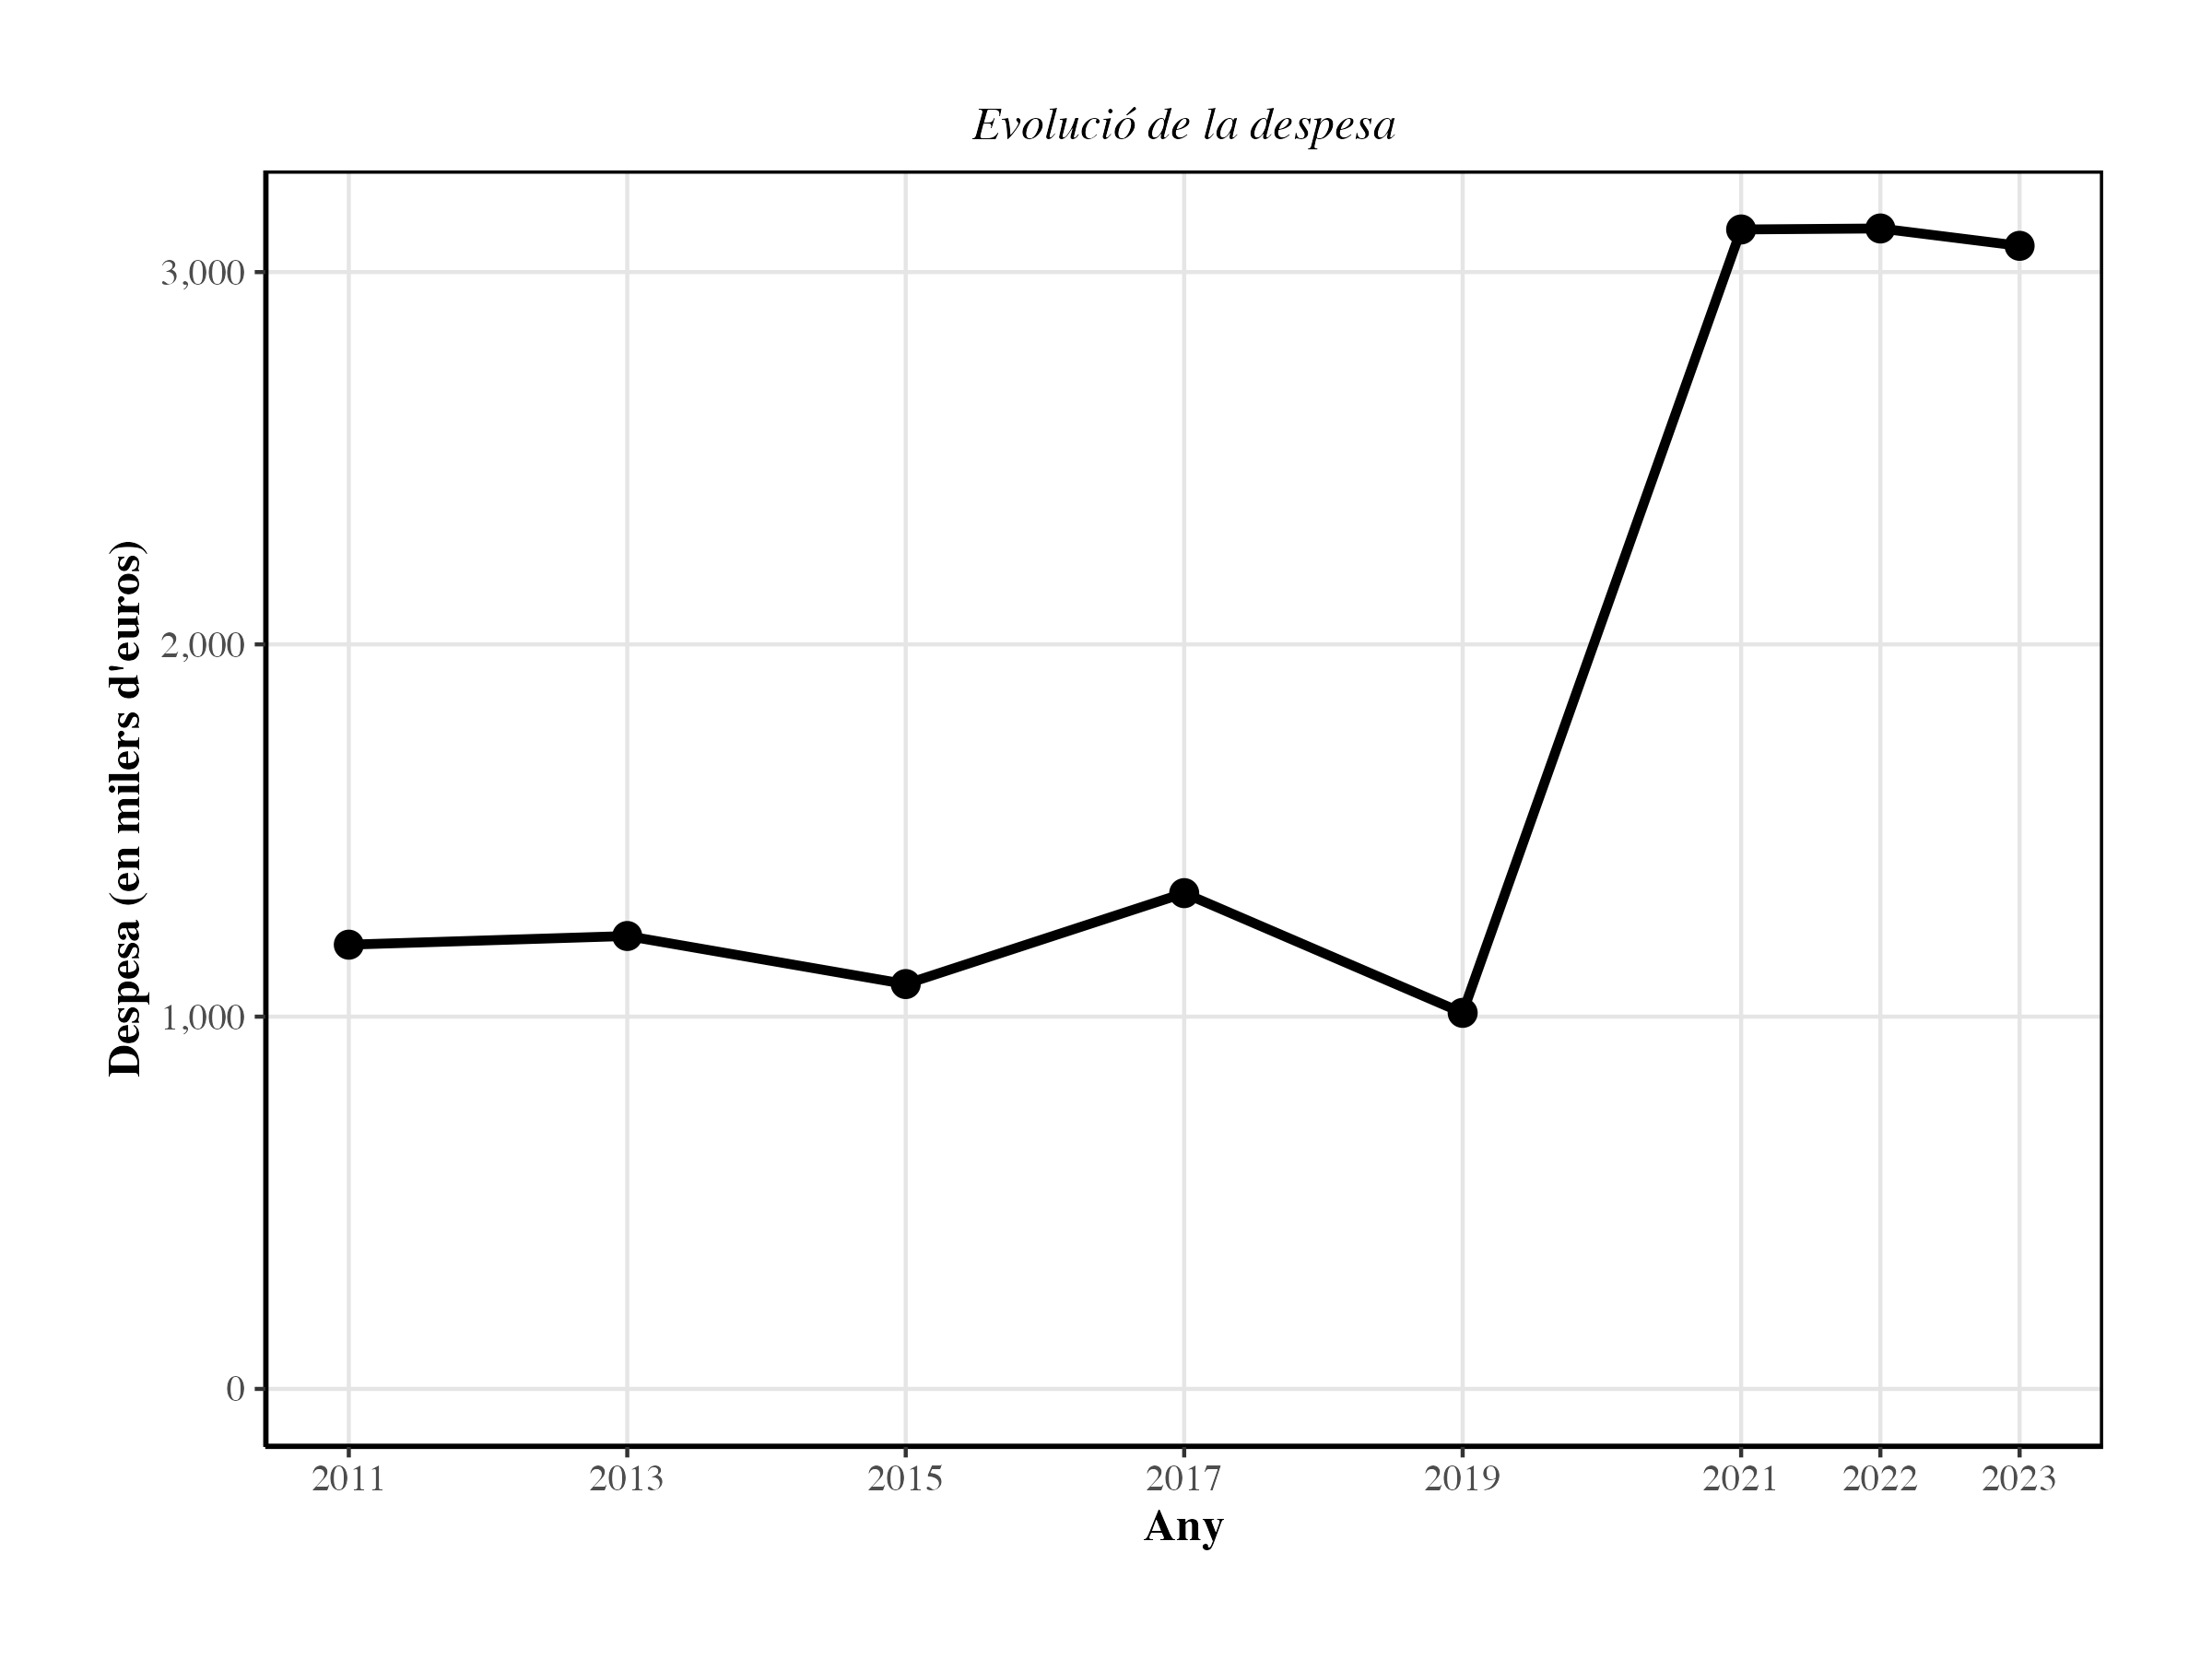 Evolució de la despesa
Despesa (en milers d'euros)
3,000
2,000
1,000
0
2011 2013 2015 2017 2019 2021 2022 2023
Any